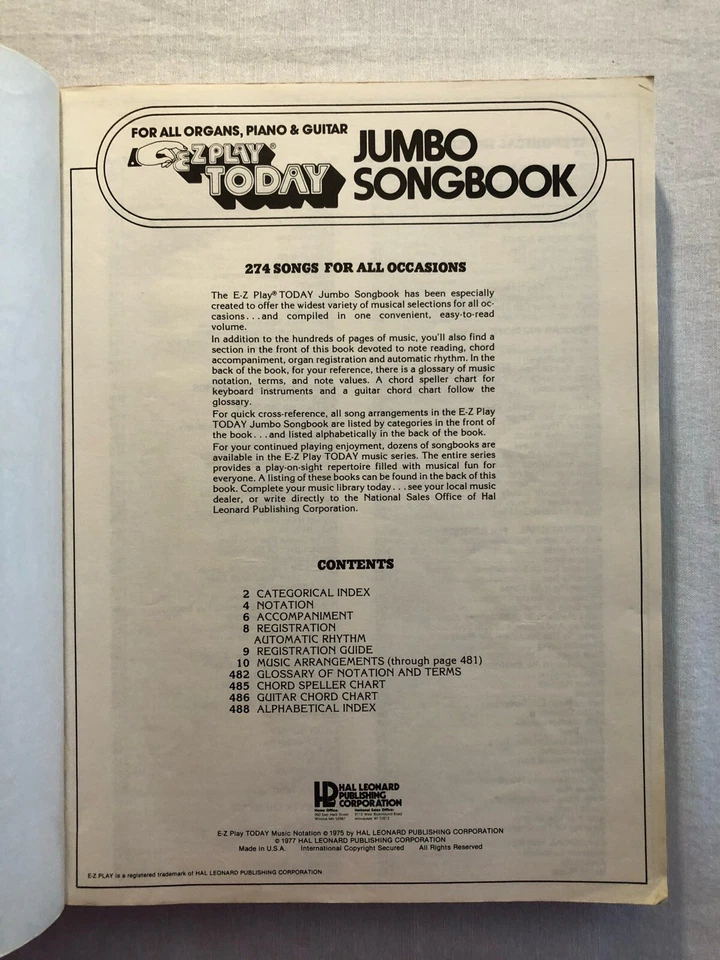 FOR ALL ORGANS, PIANO & GUITAR
E-Z PLAY®
TODAY
JUMBO
SONGBOOK
274 SONGS FOR ALL OCCASIONS
The E-Z Play® TODAY Jumbo Songbook has been especially
created to offer the widest variety of musical selections for all oc-
casions...and compiled in one convenient, easy-to-read
volume.
In addition to the hundreds of pages of music, you'll also find a
section in the front of this book devoted to note reading, chord
accompaniment, organ registration and automatic rhythm. In the
back of the book, for your reference, there is a glossary of music
notation, terms, and note values. A chord speller chart for
keyboard instruments and a guitar chord chart follow the
glossary.
For quick cross-reference, all song arrangements in the E-Z Play
TODAY Jumbo Songbook are listed by categories in the front of
the book...and listed alphabetically in the back of the book.
For your continued playing enjoyment, dozens of songbooks are
available in the E-Z Play TODAY music series. The entire series
provides a play-on-sight repertoire filled with musical fun for
everyone. A listing of these books can be found in the back of this
book. Complete your music library today...see your local music
dealer, or write directly to the National Sales Office of Hal
Leonard Publishing Corporation.
CONTENTS
2 CATEGORICAL INDEX
4 NOTATION
6 ACCOMPANIMENT
8 REGISTRATION
AUTOMATIC RHYTHM
9 REGISTRATION GUIDE
10 MUSIC ARRANGEMENTS (through page 481)
482 GLOSSARY OF NOTATION AND TERMS
485 CHORD SPELLER CHART
486 GUITAR CHORD CHART
488 ALPHABETICAL INDEX
HAL LEONARD
PUBLISHING
CORPORATION
Home Office: National Sales Office:
E-Z Play TODAY Music Notation © 1975 by HAL LEONARD PUBLISHING CORPORATION
© 1977 HAL LEONARD PUBLISHING CORPORATION
Made in U.S.A. International Copyright Secured All Rights Reserved
E-Z PLAY is a registered trademark of HAL LEONARD PUBLISHING CORPORATION